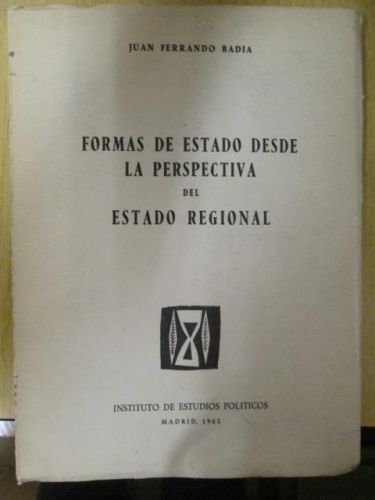 JUAN FERRANDO BADIA
FORMAS DE ESTADO DESDE
LA PERSPECTIVA
DEL
ESTADO REGIONAL
INSTITUTO DE ESTUDIOS POLITICOS
MADRID, 1965